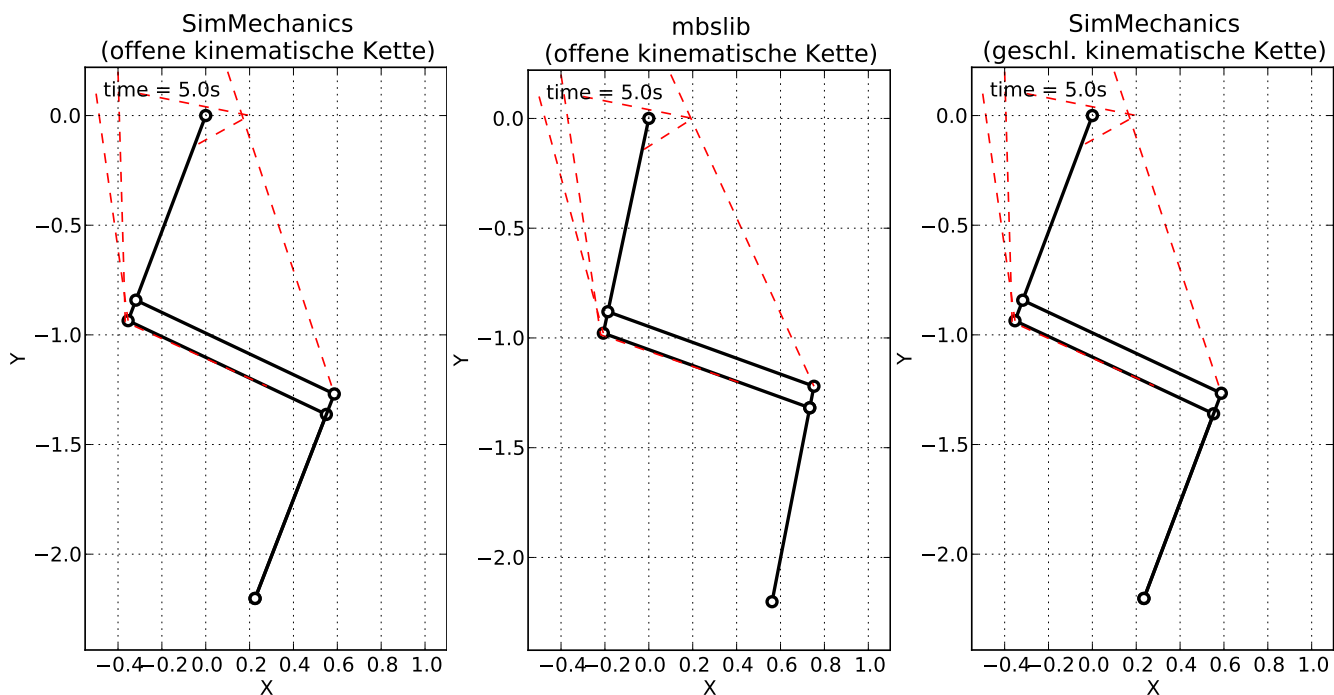 SimMechanics
(offene kinematische Kette)
time = 5.0s
0.0
−0.5
−1.0
−1.5
−2.0
Y
−0.4 −0.2 0.0 0.2 0.4 0.6 0.8 1.0
X
mbslib
(offene kinematische Kette)
time = 5.0s
0.0
−0.5
−1.0
−1.5
−2.0
Y
−0.4 −0.2 0.0 0.2 0.4 0.6 0.8 1.0
X
SimMechanics
(geschl. kinematische Kette)
time = 5.0s
0.0
−0.5
−1.0
−1.5
−2.0
Y
−0.4 −0.2 0.0 0.2 0.4 0.6 0.8 1.0
X